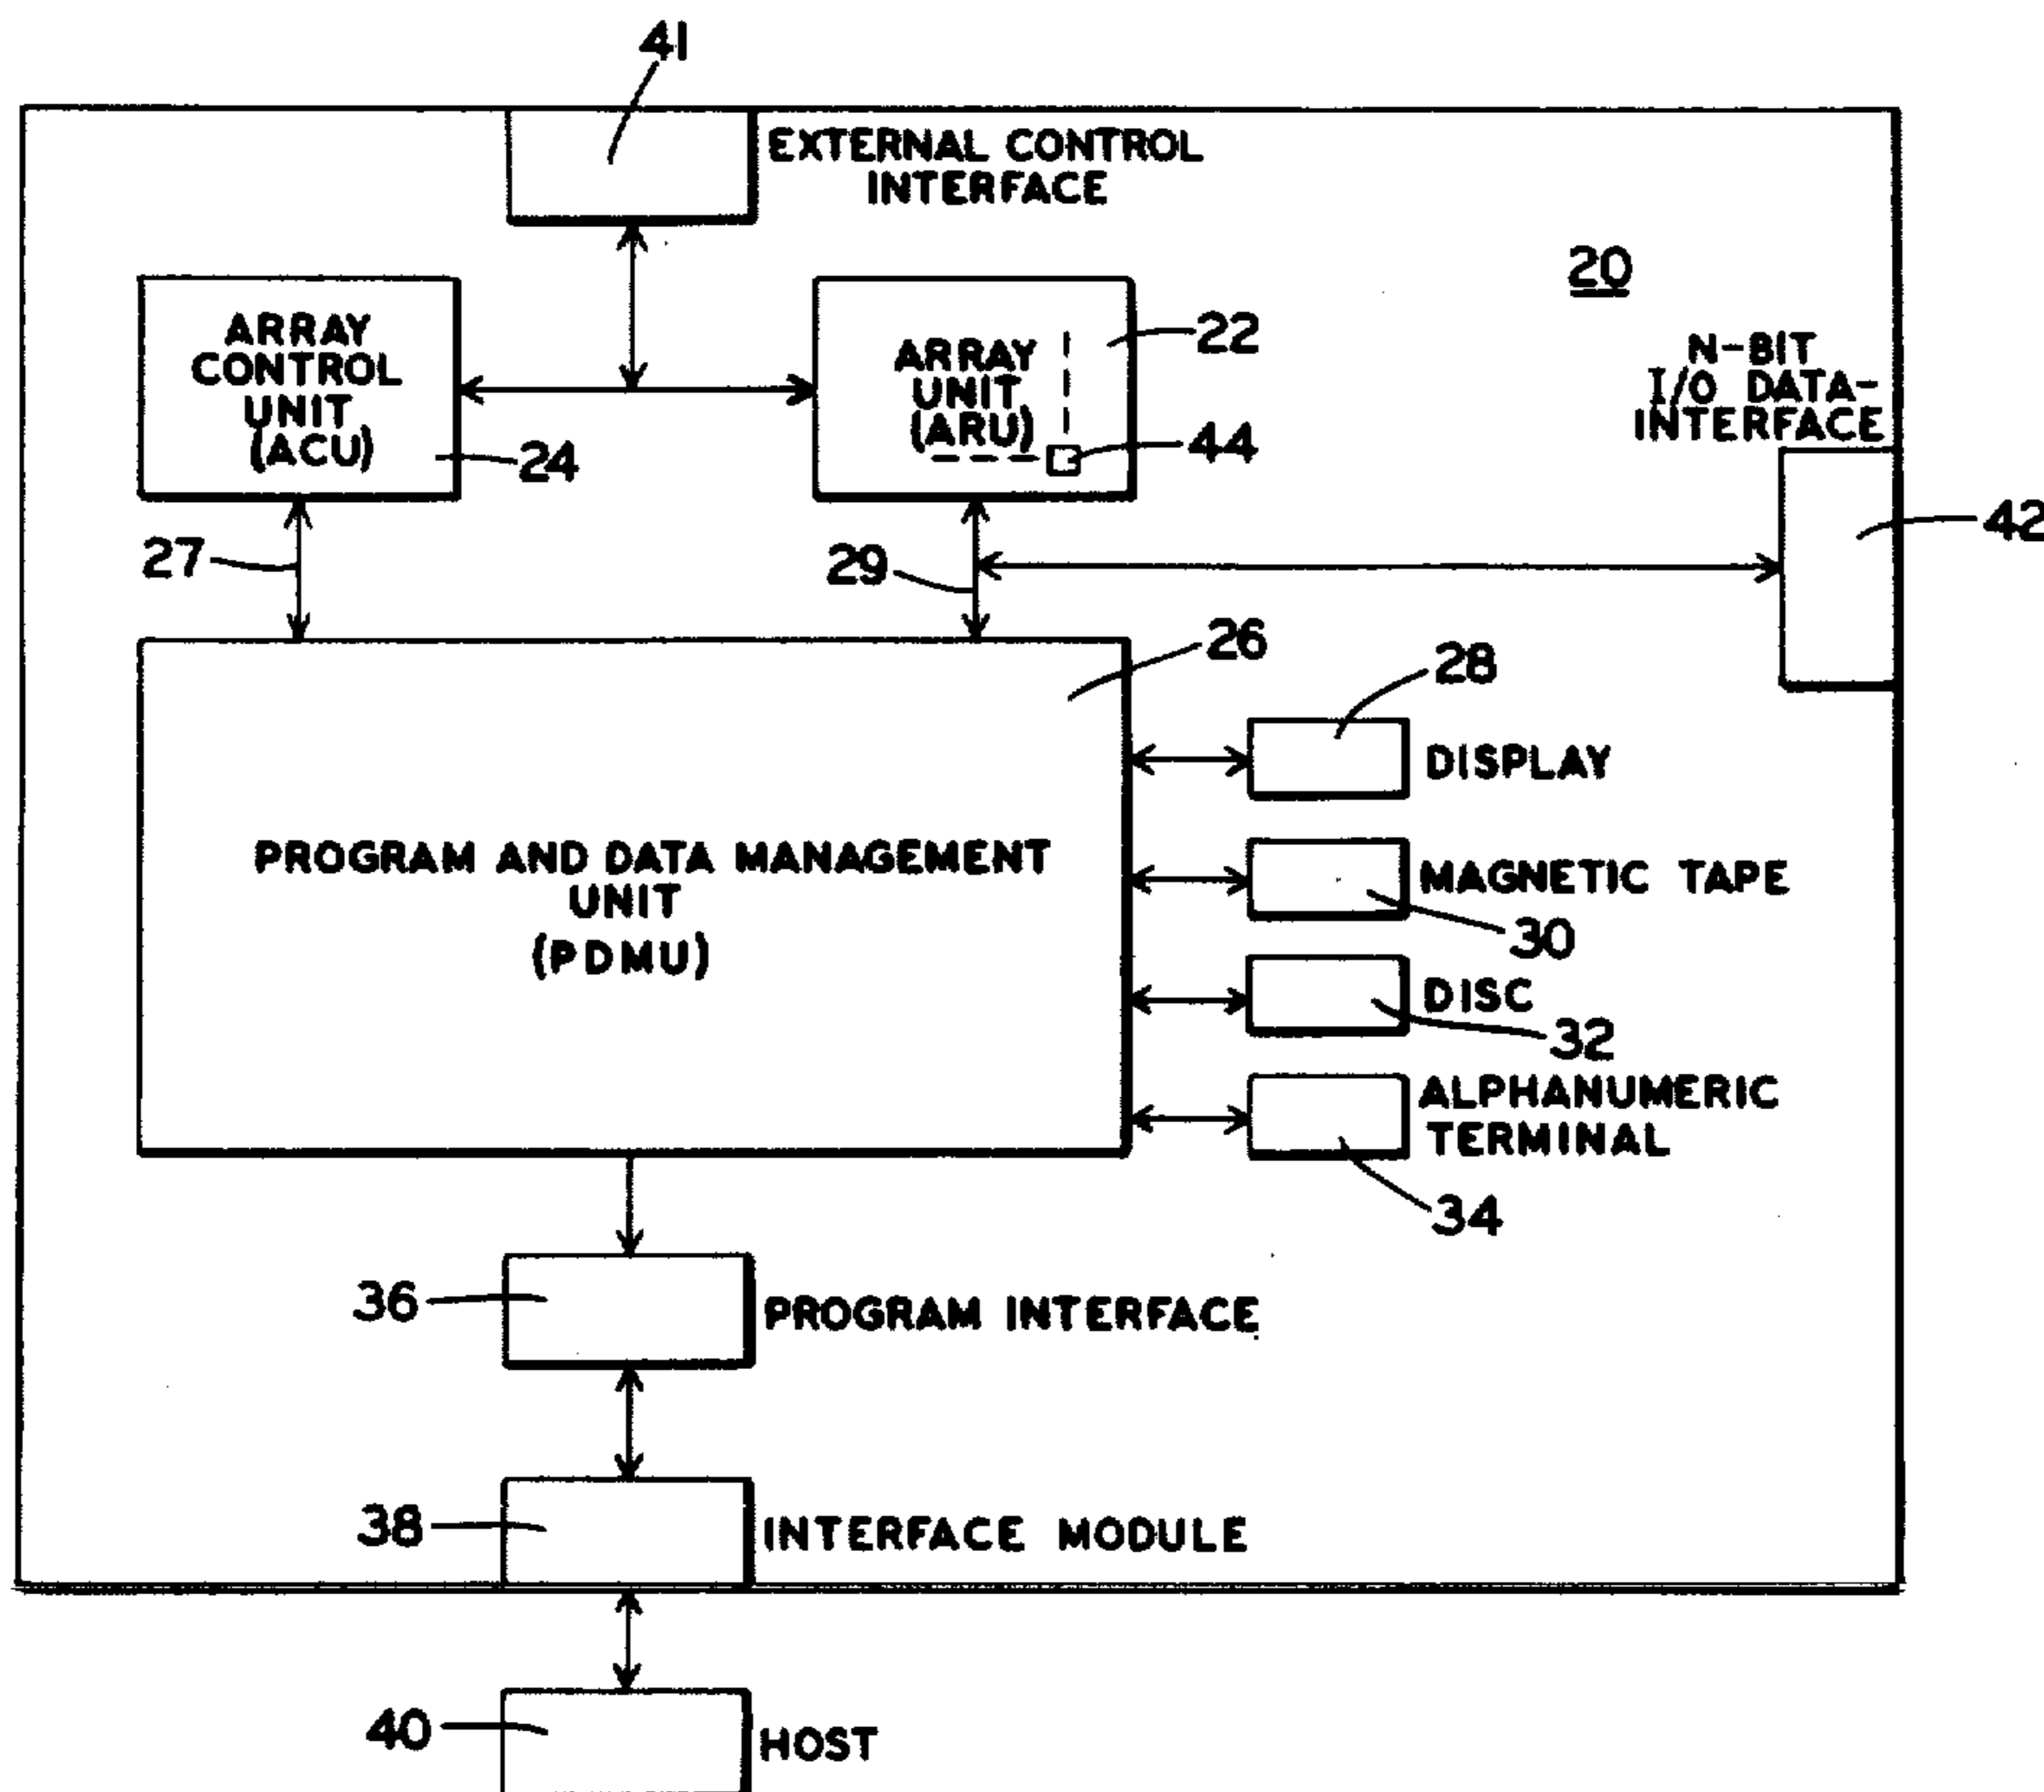 41
EXTERNAL CONTROL
INTERFACE
20
ARRAY
CONTROL
UNIT
(ACU)
24
ARRAY
UNIT
(ARU)
22
44
N-BIT
I/O DATA-
INTERFACE
42
27
29
26
28
DISPLAY
PROGRAM AND DATA MANAGEMENT
UNIT
(PDMU)
MAGNETIC TAPE
30
DISC
32
ALPHANUMERIC
TERMINAL
34
36
PROGRAM INTERFACE
38
INTERFACE MODULE
40
HOST